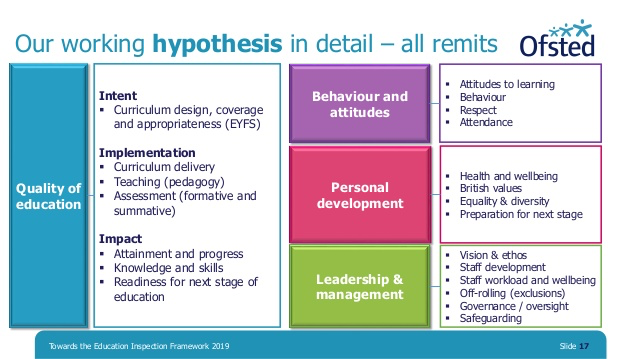 Our working hypothesis in detail – all remits
Ofsted
Quality of
education
Intent
▪ Curriculum design, coverage
and appropriateness (EYFS)
Implementation
▪ Curriculum delivery
▪ Teaching (pedagogy)
▪ Assessment (formative and
summative)
Impact
▪ Attainment and progress
▪ Knowledge and skills
▪ Readiness for next stage of
education
Behaviour and
attitudes
▪ Attitudes to learning
▪ Behaviour
▪ Respect
▪ Attendance
Personal
development
▪ Health and wellbeing
▪ British values
▪ Equality & diversity
▪ Preparation for next stage
Leadership &
management
▪ Vision & ethos
▪ Staff development
▪ Staff workload and wellbeing
▪ Off-rolling (exclusions)
▪ Governance / oversight
▪ Safeguarding
Towards the Education Inspection Framework 2019
Slide 17